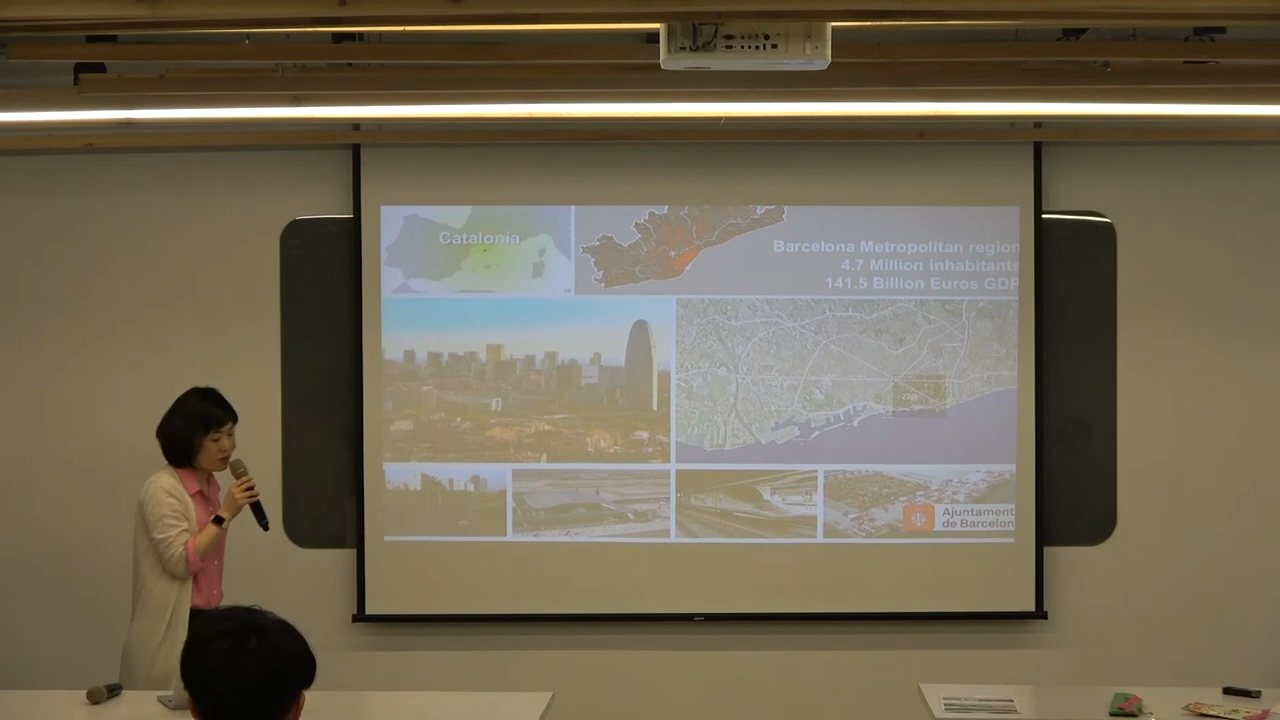 Catalonia
Barcelona Metropolitan region
4.7 Million inhabitants
141.5 Billion Euros GDP
Ajuntament
de Barcelon